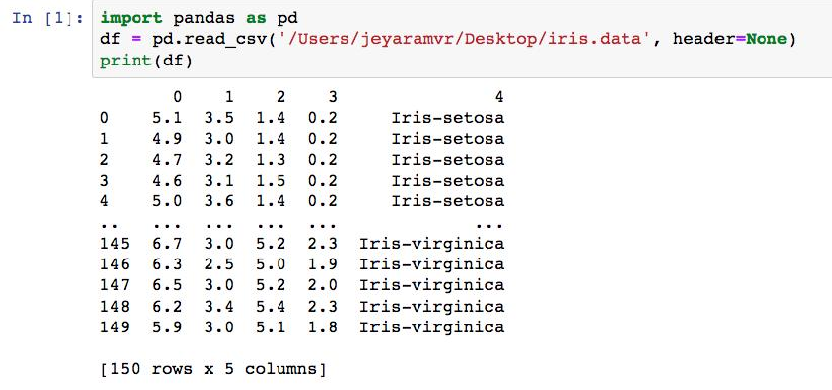 In [1]: import pandas as pd
df = pd.read_csv('/Users/jeyaramvr/Desktop/iris.data', header=None)
print(df)
0 1 2 3 4
0 5.1 3.5 1.4 0.2 Iris-setosa
1 4.9 3.0 1.4 0.2 Iris-setosa
2 4.7 3.2 1.3 0.2 Iris-setosa
3 4.6 3.1 1.5 0.2 Iris-setosa
4 5.0 3.6 1.4 0.2 Iris-setosa
.. ... ... ... ... ...
145 6.7 3.0 5.2 2.3 Iris-virginica
146 6.3 2.5 5.0 1.9 Iris-virginica
147 6.5 3.0 5.2 2.0 Iris-virginica
148 6.2 3.4 5.4 2.3 Iris-virginica
149 5.9 3.0 5.1 1.8 Iris-virginica
[150 rows x 5 columns]